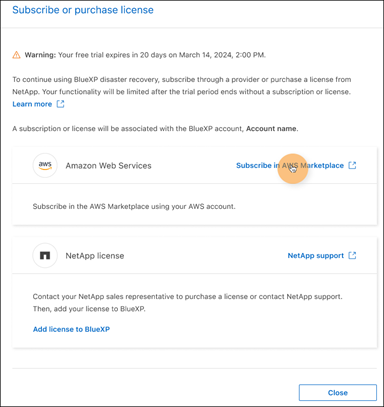 Subscribe or purchase license
Warning: Your free trial expires in 20 days on March 14, 2024, 2:00 PM.
To continue using BlueXP disaster recovery, subscribe through a provider or purchase a license from
NetApp. Your functionality will be limited after the trial period ends without a subscription or license.
Learn more
A subscription or license will be associated with the BlueXP account, Account name.
aws
Amazon Web Services
Subscribe in AWS Marketplace
Subscribe in the AWS Marketplace using your AWS account.
NetApp license
NetApp support
Contact your NetApp sales representative to purchase a license or contact NetApp support.
Then, add your license to BlueXP.
Add license to BlueXP
Close